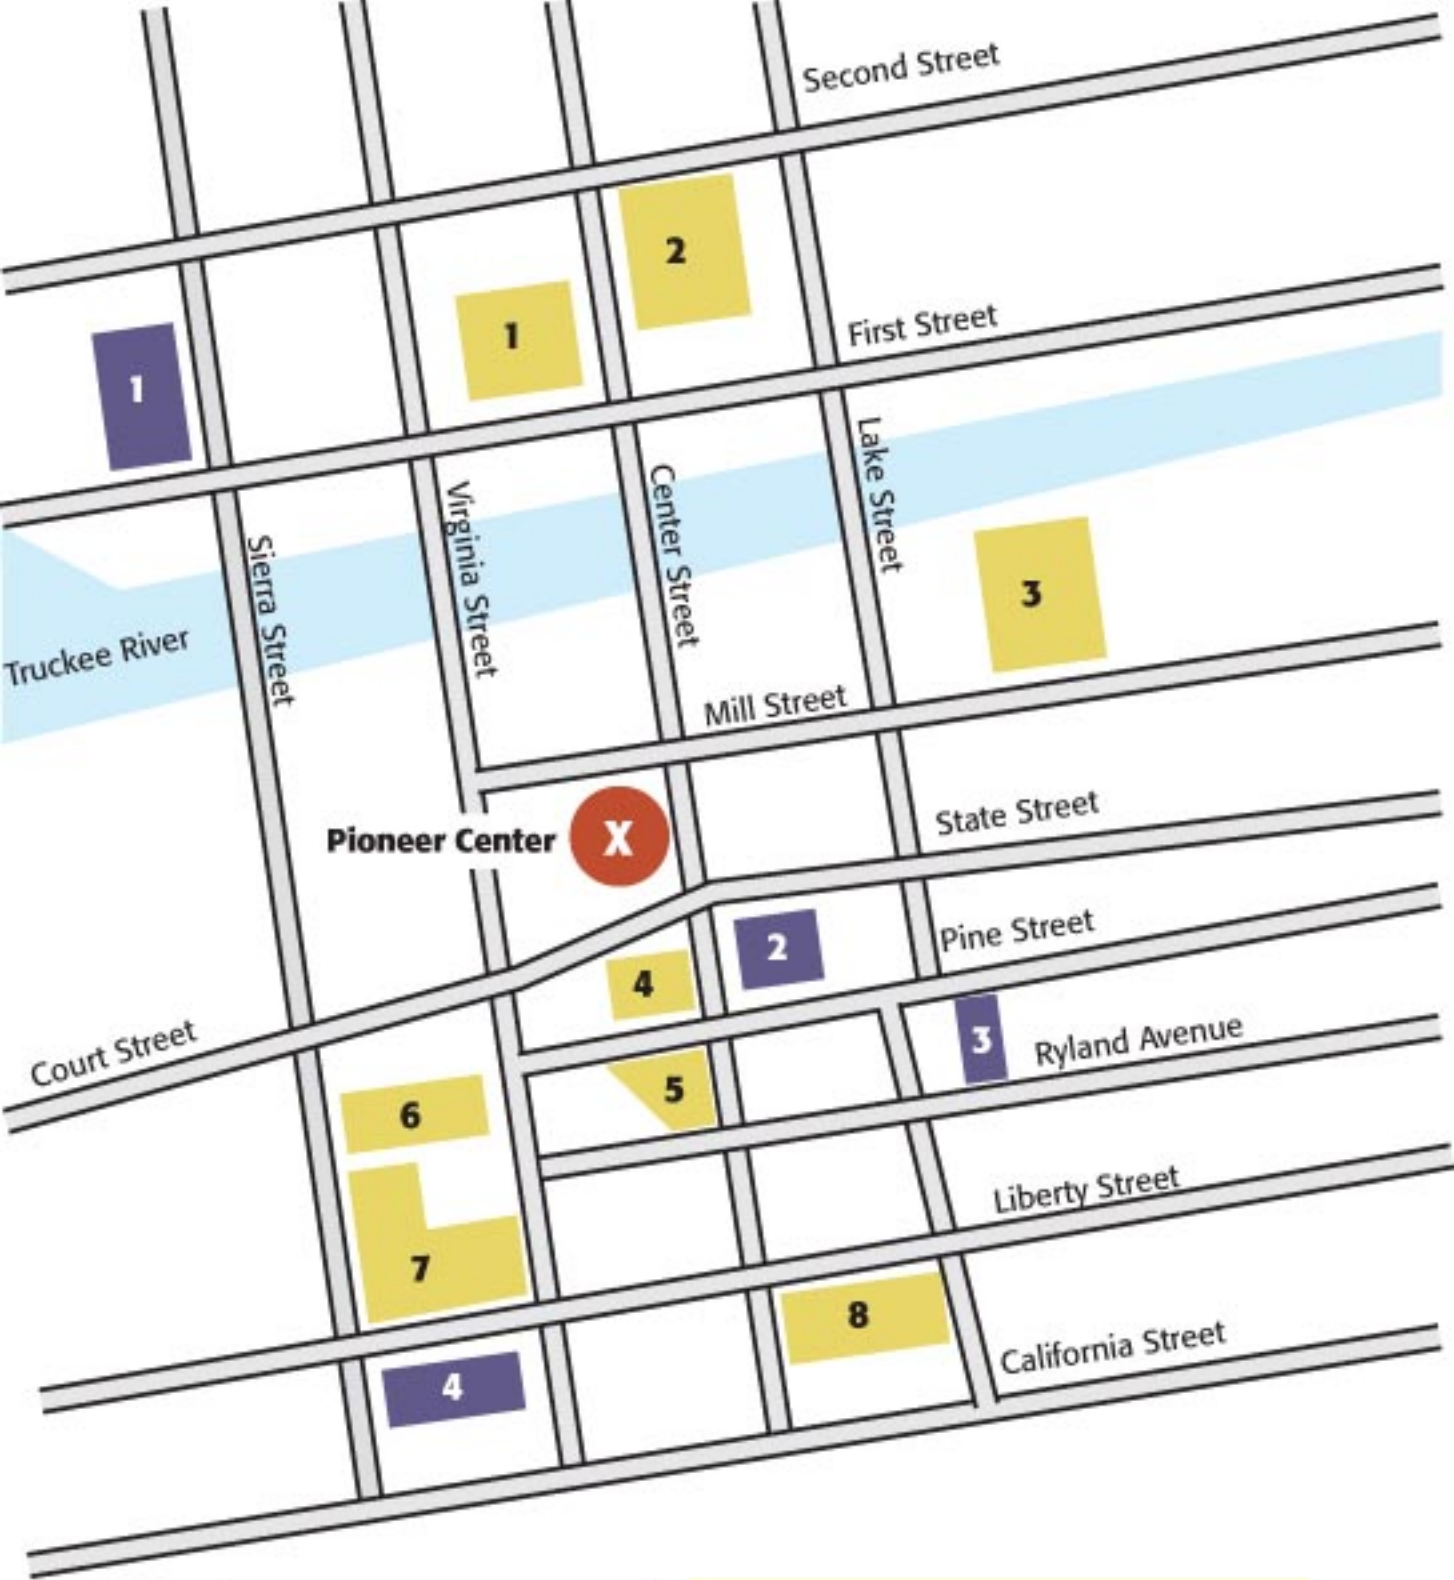 Second Street
2
First Street
1
1
Lake Street
Center Street
Virginia Street
Sierra Street
3
Truckee River
Mill Street
State Street
Pioneer Center
X
Pine Street
2
4
Court Street
3
Ryland Avenue
5
6
Liberty Street
7
8
California Street
4